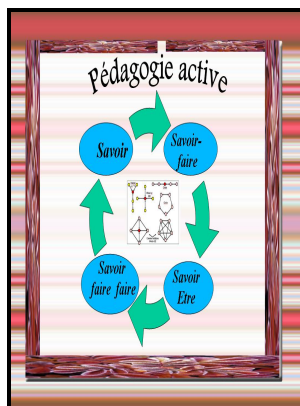 Pédagogie active
Savoir
Savoir-
faire
Savoir
faire faire
Savoir
Etre